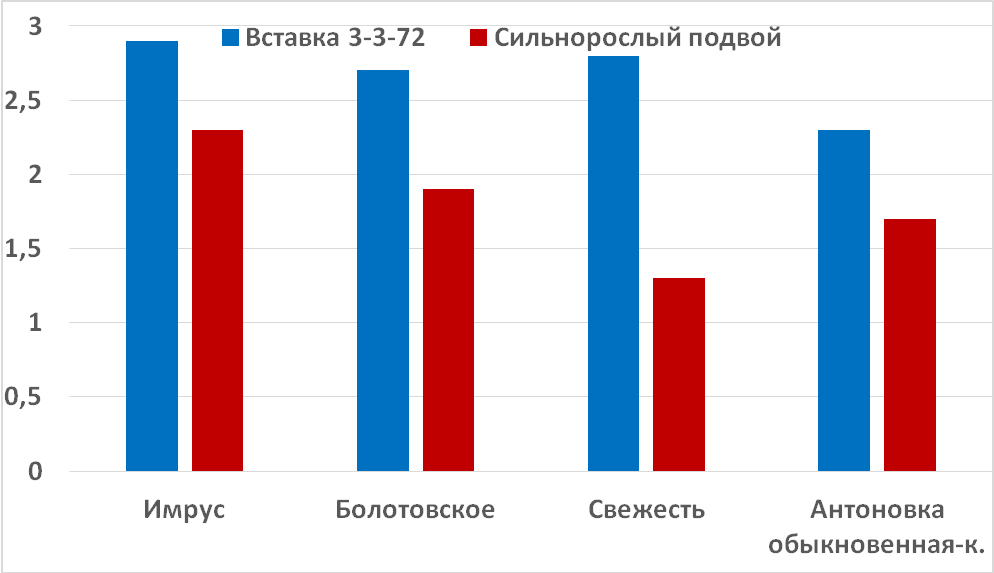 3
Вставка 3-3-72 Сильнорослый подвой
2,5
2
1,5
1
0,5
0
Имрус Болотовское Свежесть Антоновка
обыкновенная-к.